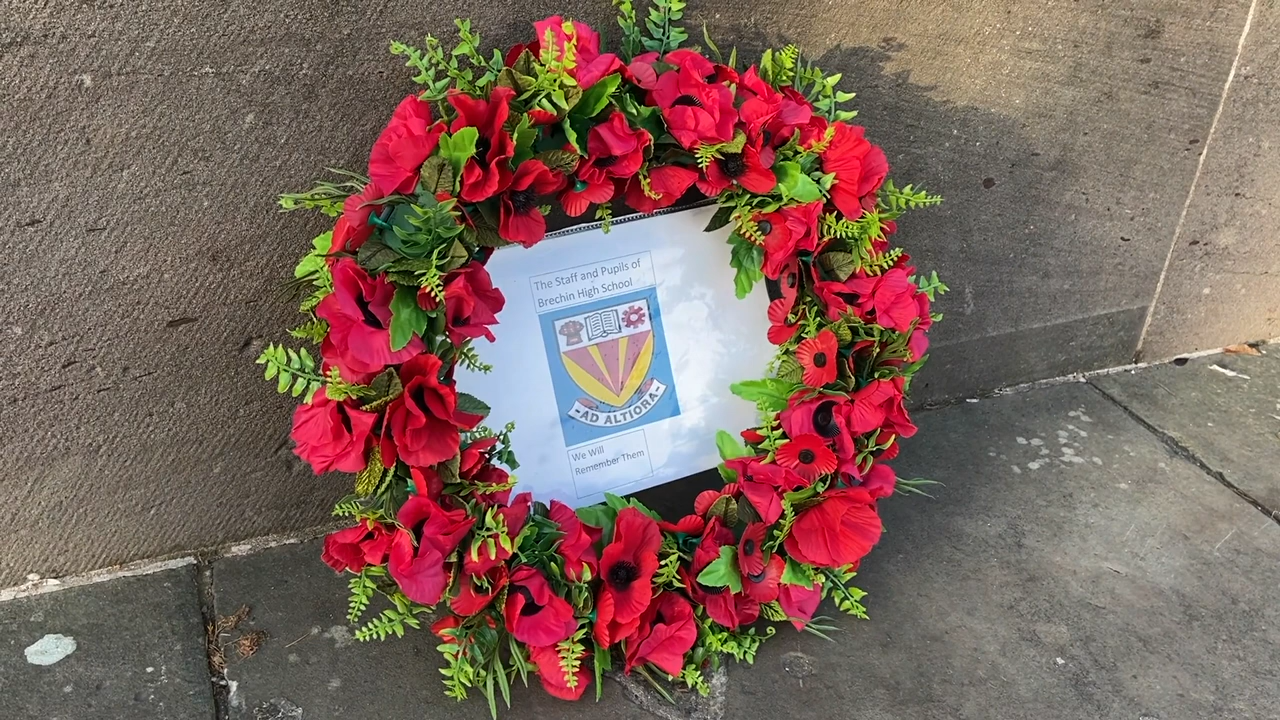 The Staff and Pupils of
Brechin High School
-AD ALTIORA-
We Will
Remember Them